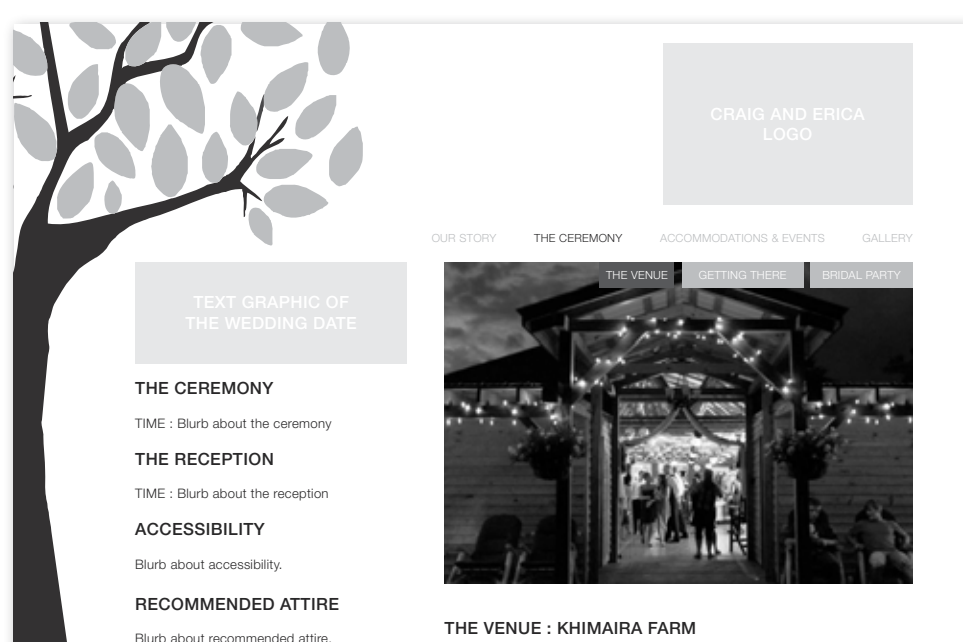 CRAIG AND ERICA
LOGO
OUR STORY
THE CEREMONY
ACCOMMODATIONS & EVENTS
GALLERY
TEXT GRAPHIC OF
THE WEDDING DATE
THE CEREMONY
TIME : Blurb about the ceremony
THE RECEPTION
TIME : Blurb about the reception
ACCESSIBILITY
Blurb about accessibility.
RECOMMENDED ATTIRE
Blurb about recommended attire.
THE VENUE
GETTING THERE
BRIDAL PARTY
THE VENUE : KHIMAIRA FARM